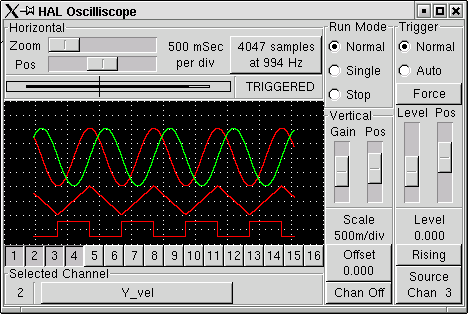 HAL Oscilliscope
Horizontal
Zoom
Pos
500 mSec
per div
4047 samples
at 994 Hz
TRIGGERED
1 2 3 4 5 6 7 8 9 10 11 12 13 14 15 16
Selected Channel
2 Y_vel
Run Mode
Normal
Single
Stop
Vertical
Gain Pos
Scale
500m/div
Offset
0.000
Chan Off
Trigger
Normal
Auto
Force
Level Pos
Level
0.000
Rising
Source
Chan 3